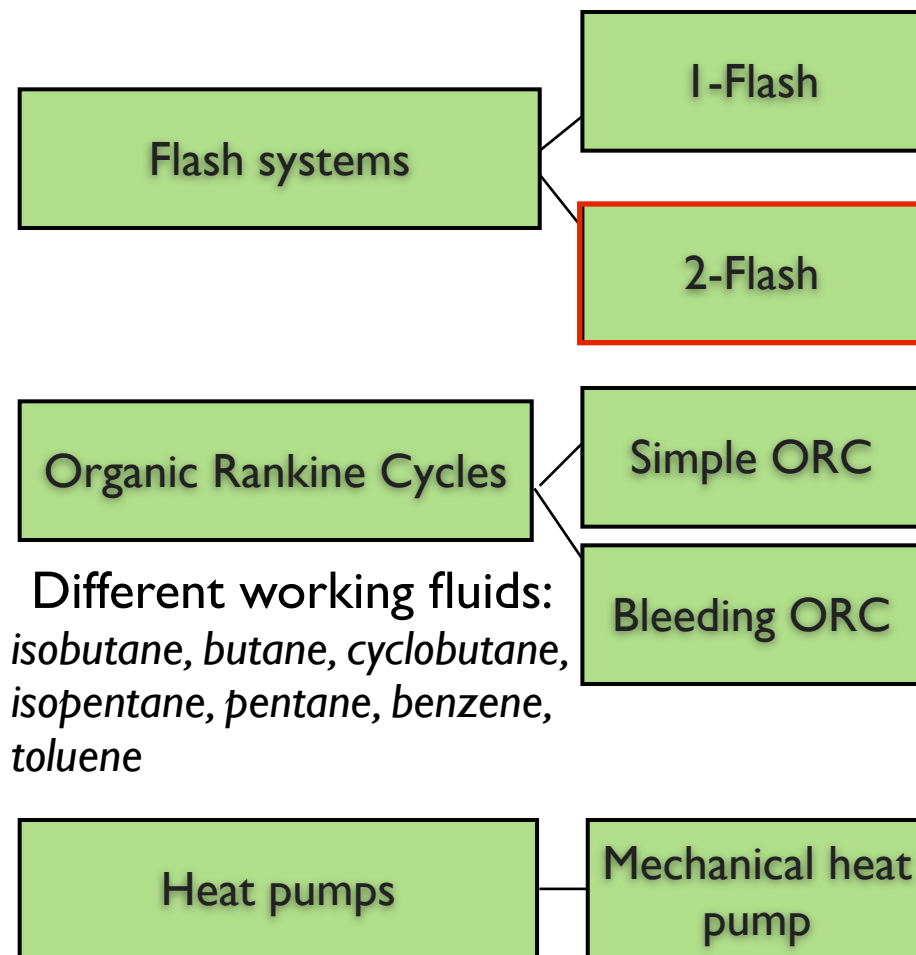 Flash systems
1-Flash
2-Flash
Organic Rankine Cycles
Simple ORC
Bleeding ORC
Different working fluids:
isobutane, butane, cyclobutane,
isopentane, pentane, benzene,
toluene
Heat pumps
Mechanical heat
pump